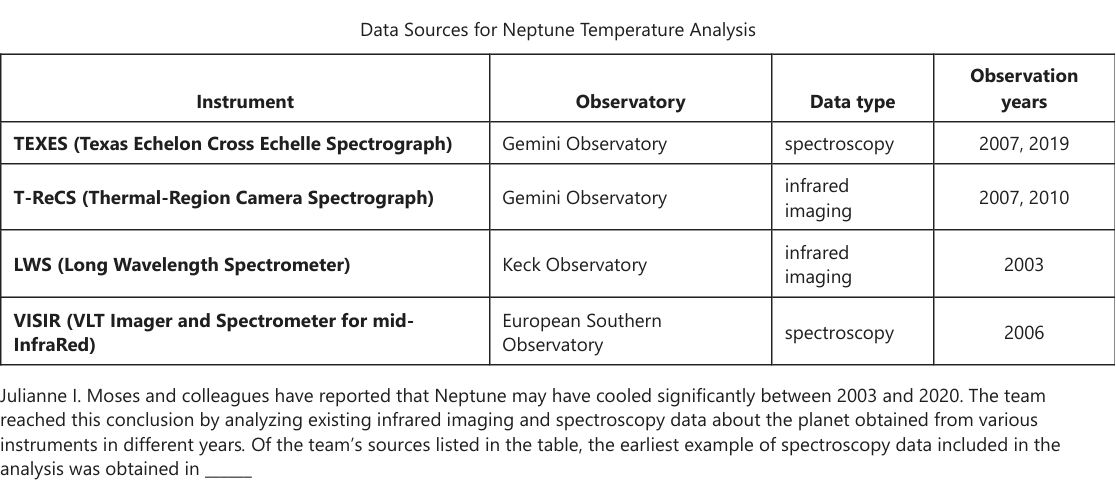 Data Sources for Neptune Temperature Analysis
Instrument Observatory Data type Observation
years
TEXES (Texas Echelon Cross Echelle Spectrograph) Gemini Observatory spectroscopy 2007, 2019
T-ReCS (Thermal-Region Camera Spectrograph) Gemini Observatory infrared
imaging 2007, 2010
LWS (Long Wavelength Spectrometer) Keck Observatory infrared
imaging 2003
VISIR (VLT Imager and Spectrometer for mid-
InfraRed) European Southern
Observatory spectroscopy 2006
Julianne I. Moses and colleagues have reported that Neptune may have cooled significantly between 2003 and 2020. The team
reached this conclusion by analyzing existing infrared imaging and spectroscopy data about the planet obtained from various
instruments in different years. Of the team’s sources listed in the table, the earliest example of spectroscopy data included in the
analysis was obtained in _____